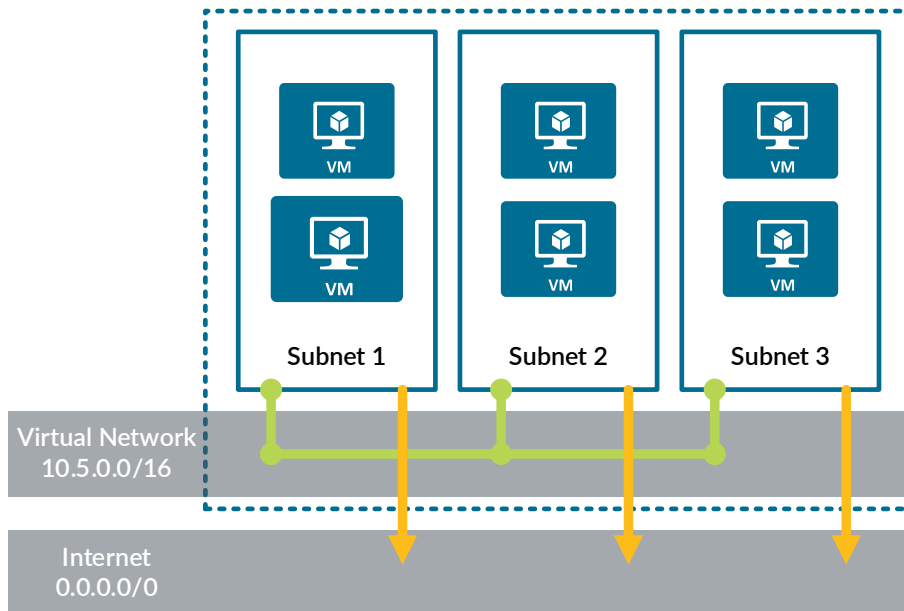 VM
VM
VM
VM
VM
VM
Subnet 1
Subnet 2
Subnet 3
Virtual Network
10.5.0.0/16
Internet
0.0.0.0/0